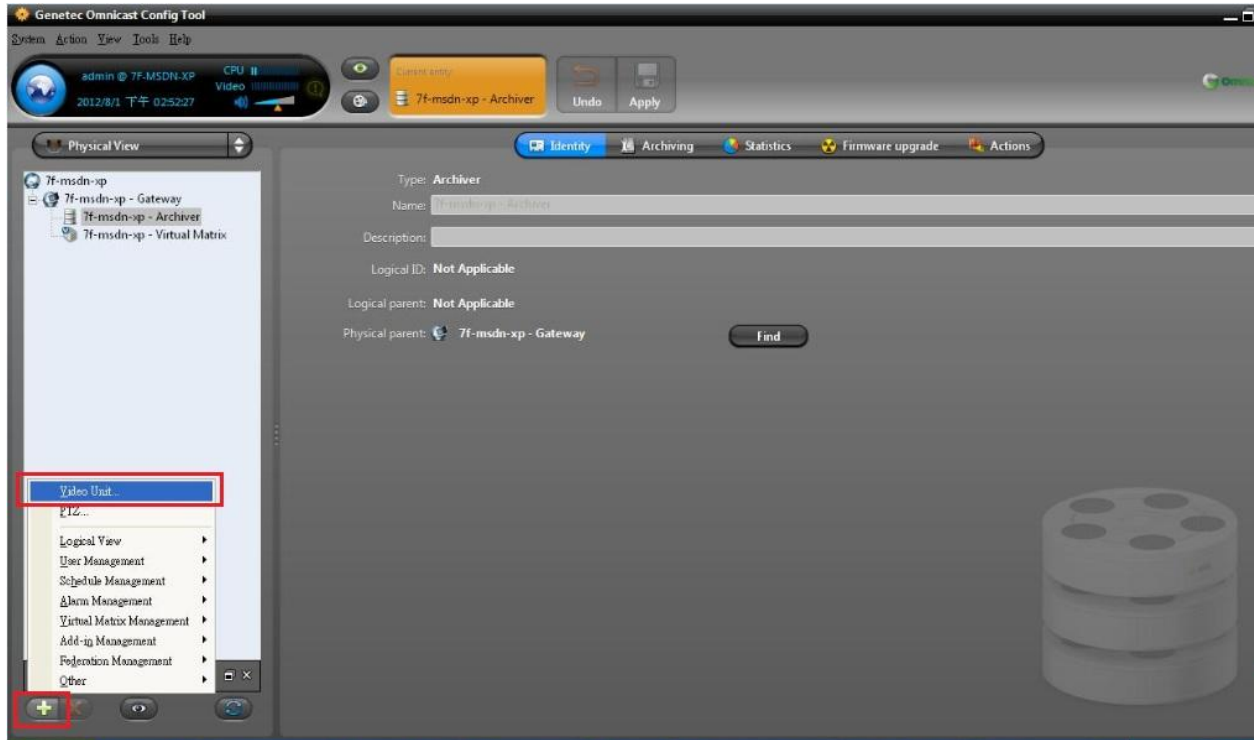 Genetec Omnicast Config Tool
System Action View Tools Help
admin @ 7F-MSDN-XP
2012/8/1 下午 02:52:27
CPU
Video
Current entity
7f-msdn-xp - Archiver
Undo
Apply
Physical View
Identity
Archiving
Statistics
Firmware upgrade
Actions
7f-msdn-xp
7f-msdn-xp - Gateway
7f-msdn-xp - Archiver
7f-msdn-xp - Virtual Matrix
Type: Archiver
Name: 7f-msdn-xp - Archiver
Description:
Logical ID: Not Applicable
Logical parent: Not Applicable
Physical parent: 7f-msdn-xp - Gateway
Find
Video Unit...
PTZ...
Logical View
User Management
Schedule Management
Alarm Management
Virtual Matrix Management
Add-in Management
Federation Management
Other